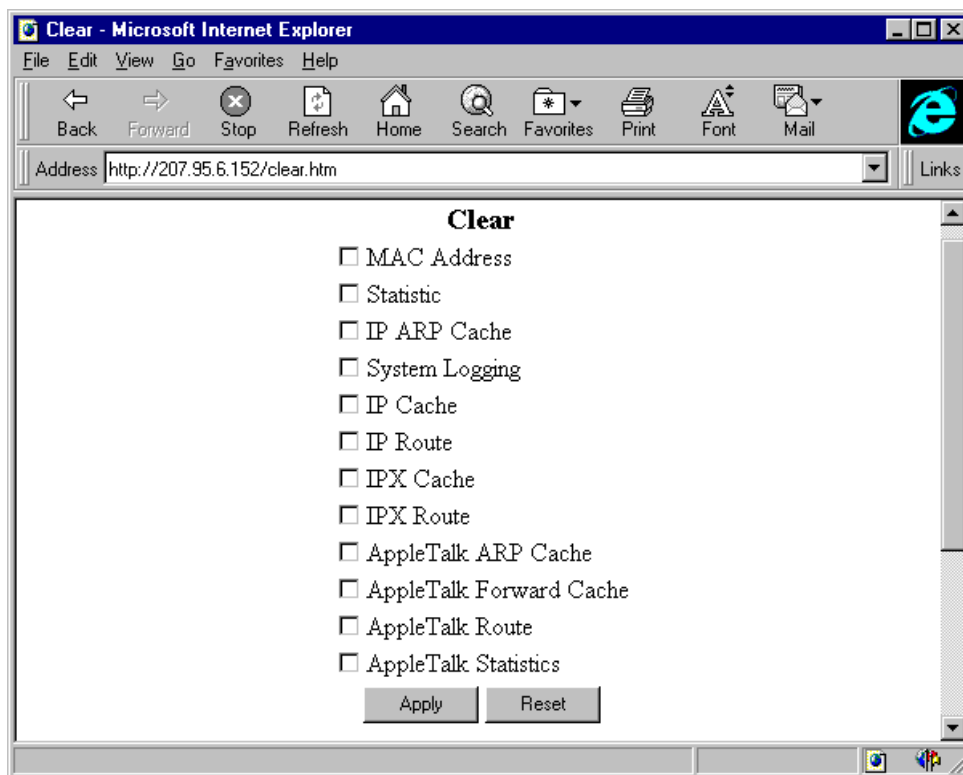 Clear - Microsoft Internet Explorer
File Edit View Go Favorites Help
Back Forward Stop Refresh Home Search Favorites Print Font Mail
Address http://207.95.6.152/clear.htm Links
Clear
MAC Address
Statistic
IP ARP Cache
System Logging
IP Cache
IP Route
IPX Cache
IPX Route
AppleTalk ARP Cache
AppleTalk Forward Cache
AppleTalk Route
AppleTalk Statistics
Apply Reset